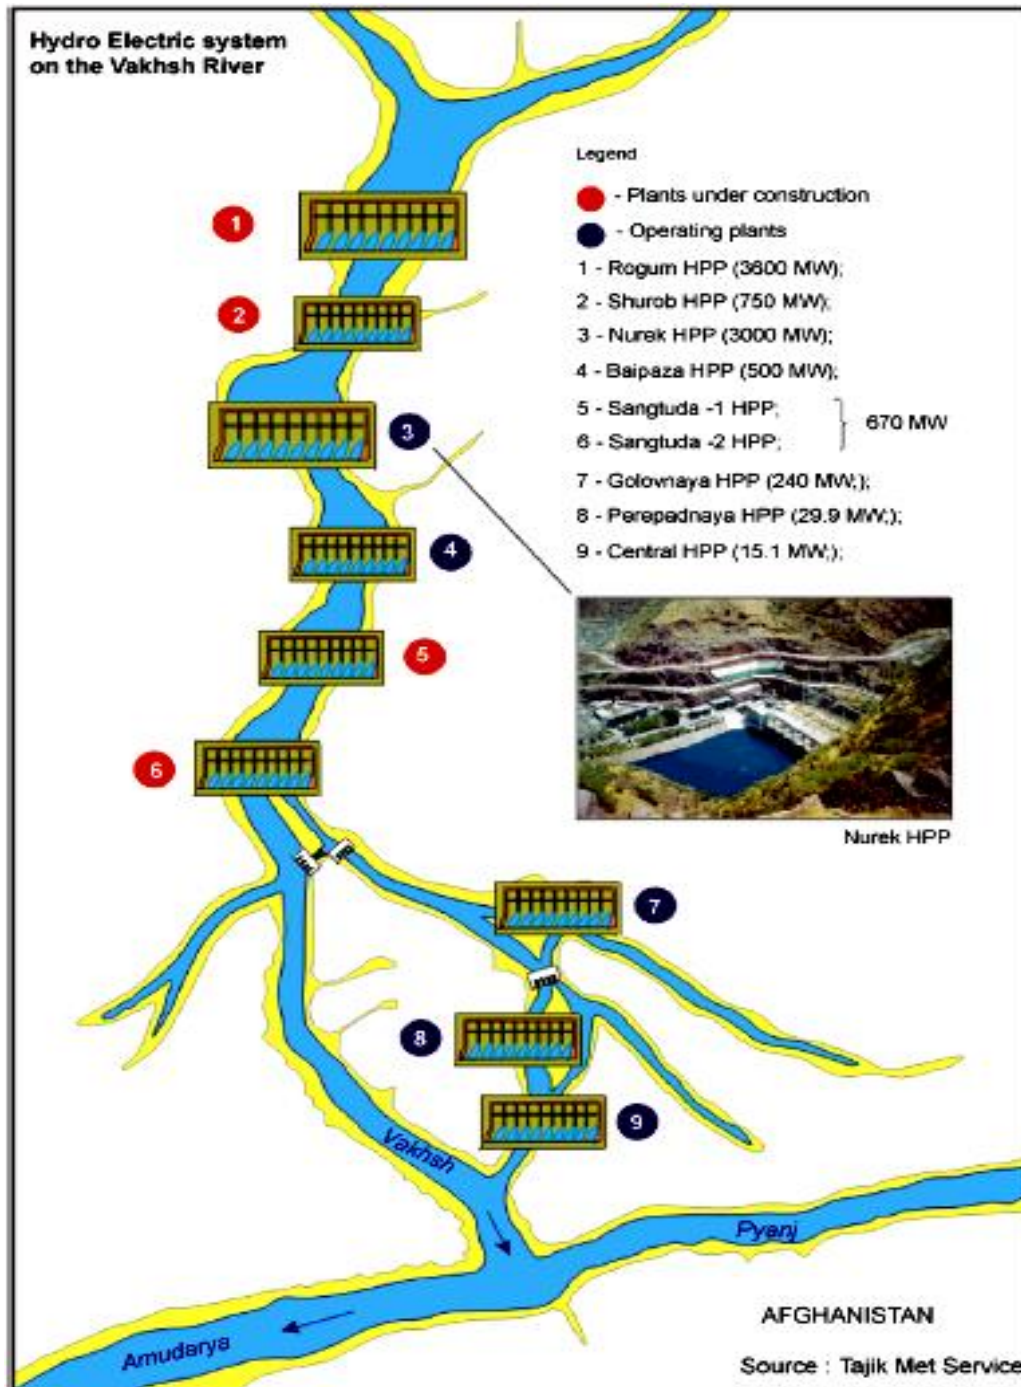 Hydro Electric system
on the Vakhsh River
Legend
- Plants under construction
- Operating plants
1 - Rogum HPP (3600 MW);
2 - Shurob HPP (750 MW);
3 - Nurek HPP (3000 MW);
4 - Baipaza HPP (500 MW);
5 - Sangtuda -1 HPP;
6 - Sangtuda -2 HPP;
670 MW
7 - Golovnaya HPP (240 MW;);
8 - Perepadnaya HPP (29.9 MW;);
9 - Central HPP (15.1 MW;);
1
2
3
4
5
6
Nurek HPP
7
8
9
Vakhsh
Pyanj
Amudarya
AFGHANISTAN
Source : Tajik Met Service